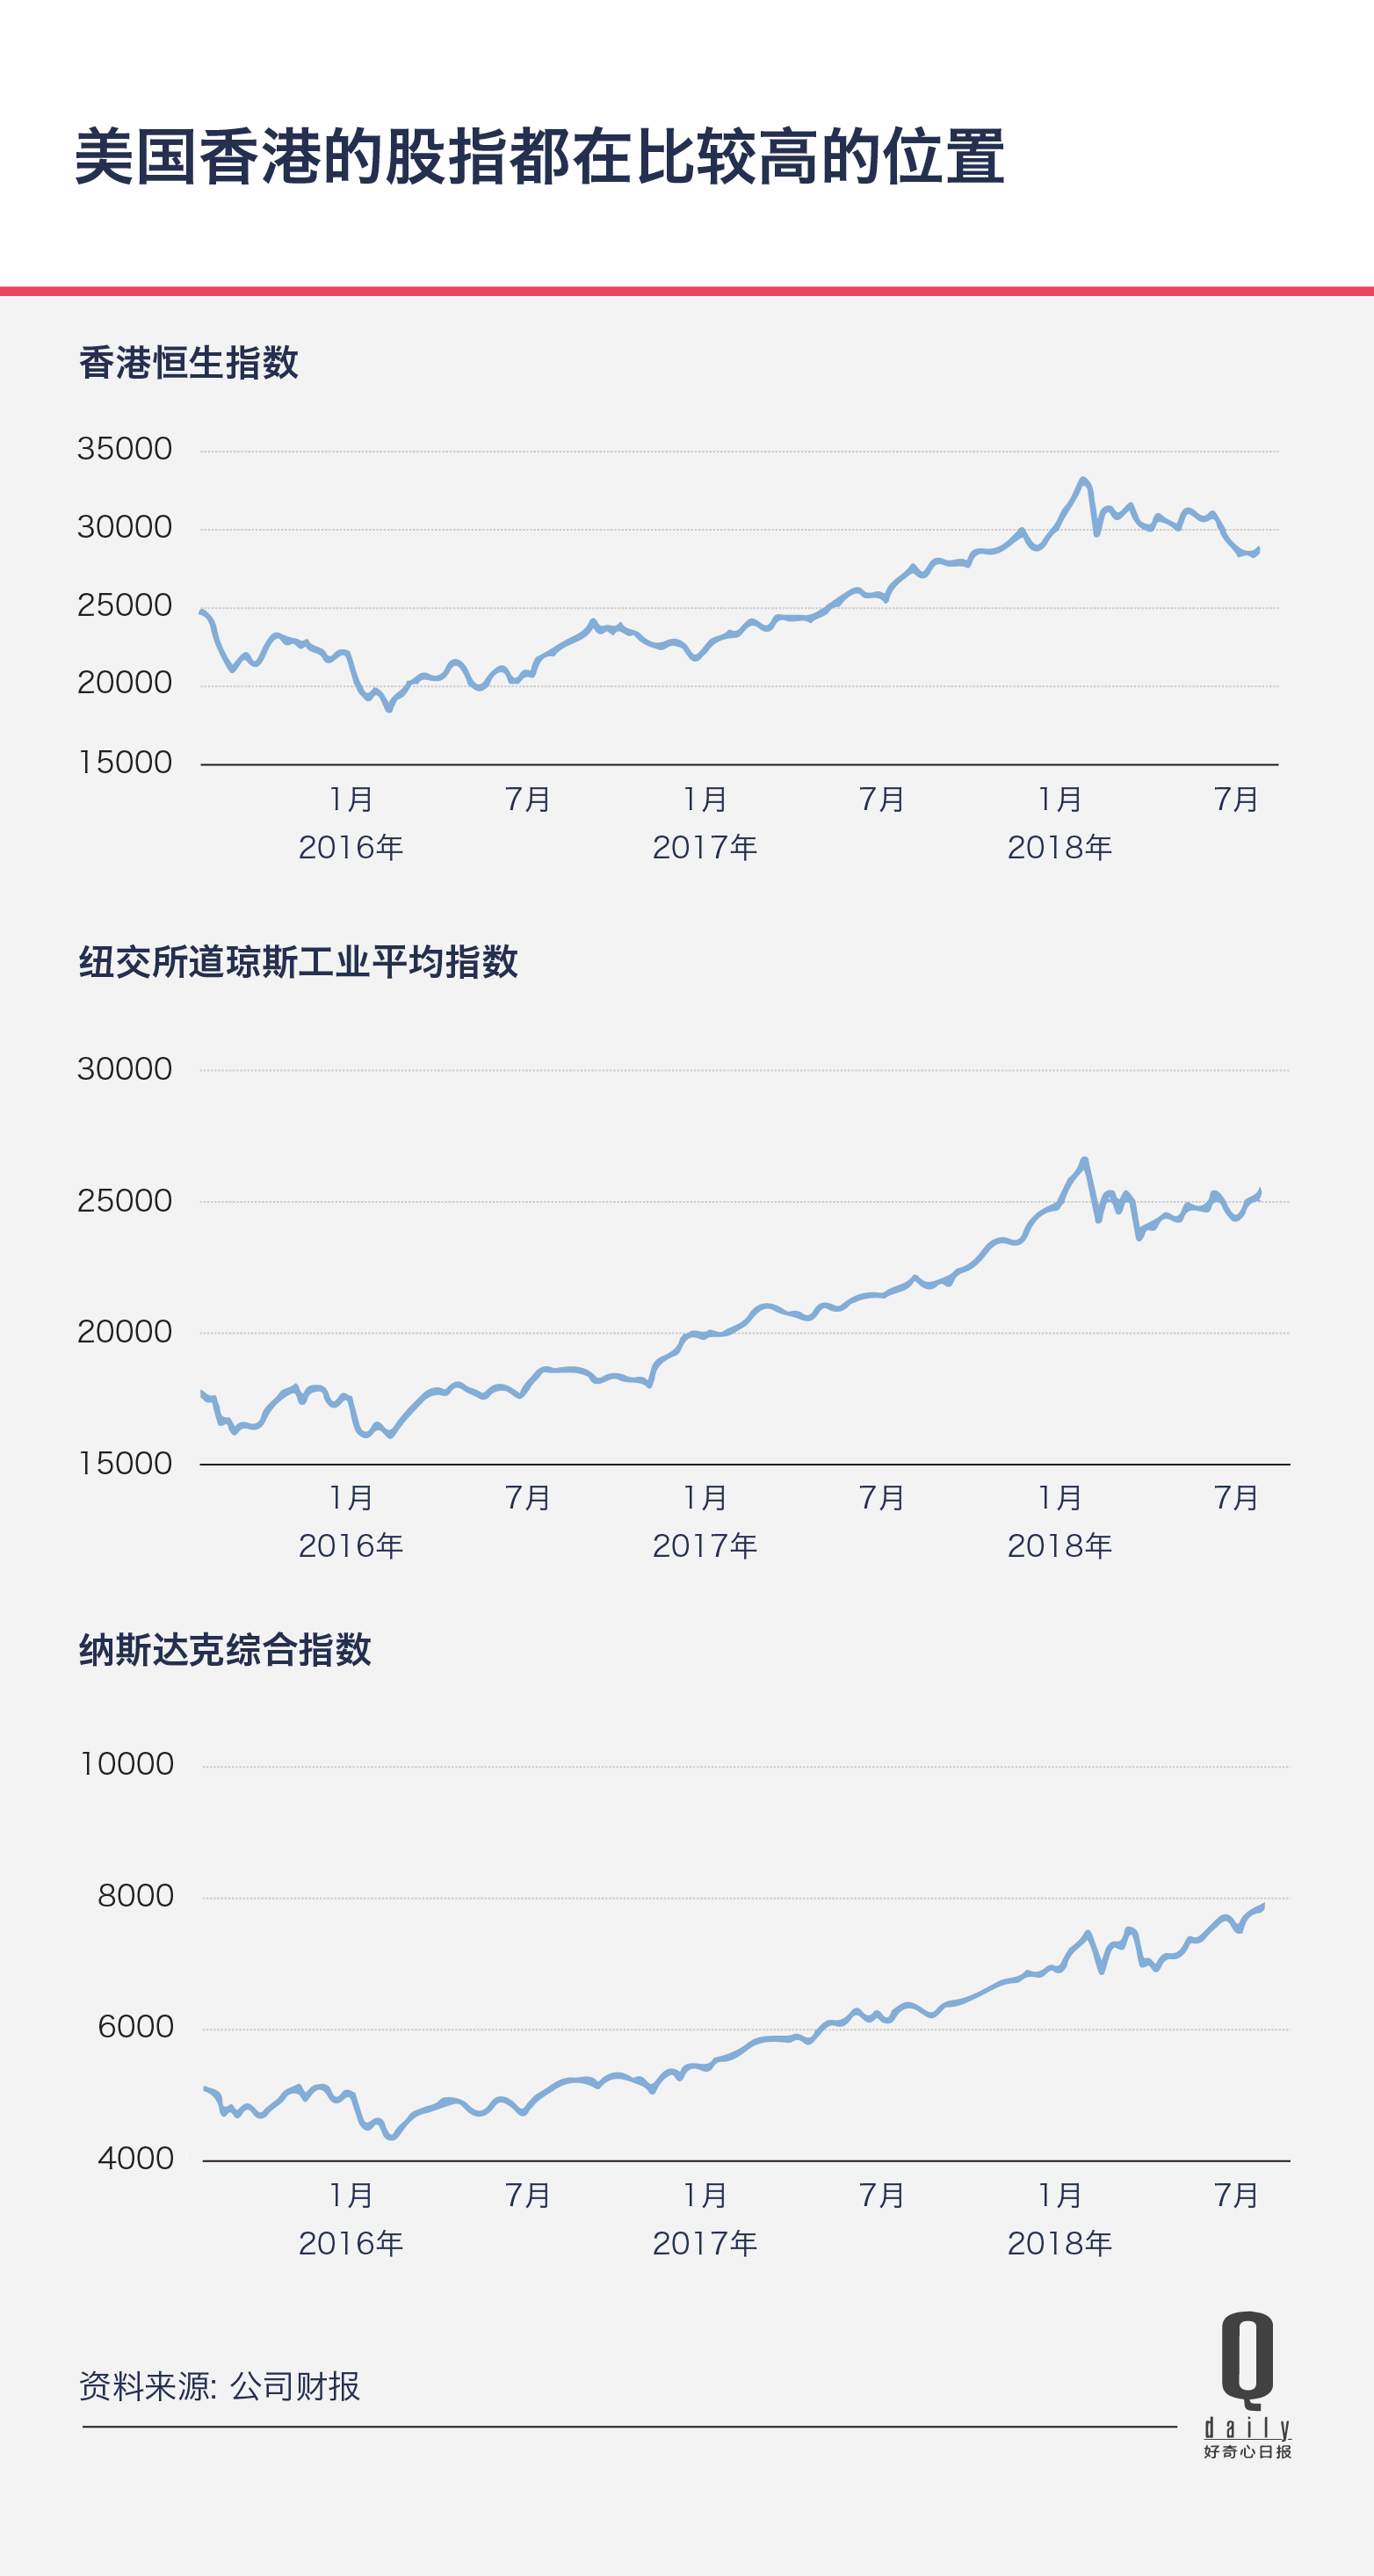 美国香港的股指都在比较高的位置
香港恒生指数
35000
30000
25000
20000
15000
1月 7月 1月 7月 1月 7月
2016年 2017年 2018年
纽交所道琼斯工业平均指数
30000
25000
20000
15000
1月 7月 1月 7月 1月 7月
2016年 2017年 2018年
纳斯达克综合指数
10000
8000
6000
4000
1月 7月 1月 7月 1月 7月
2016年 2017年 2018年
资料来源: 公司财报
Q
daily
好奇心日报